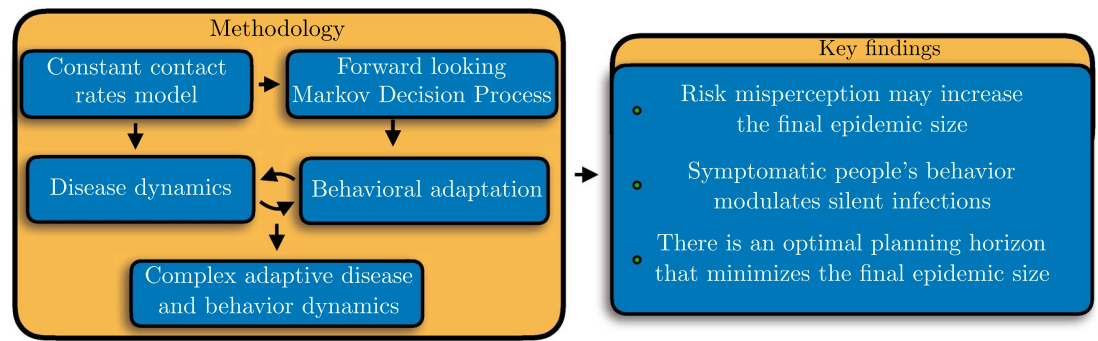 Methodology
Constant contact
rates model
Forward looking
Markov Decision Process
Disease dynamics
Behavioral adaptation
Complex adaptive disease
and behavior dynamics
Key findings
Risk misperception may increase
the final epidemic size
Symptomatic people's behavior
modulates silent infections
There is an optimal planning horizon
that minimizes the final epidemic size